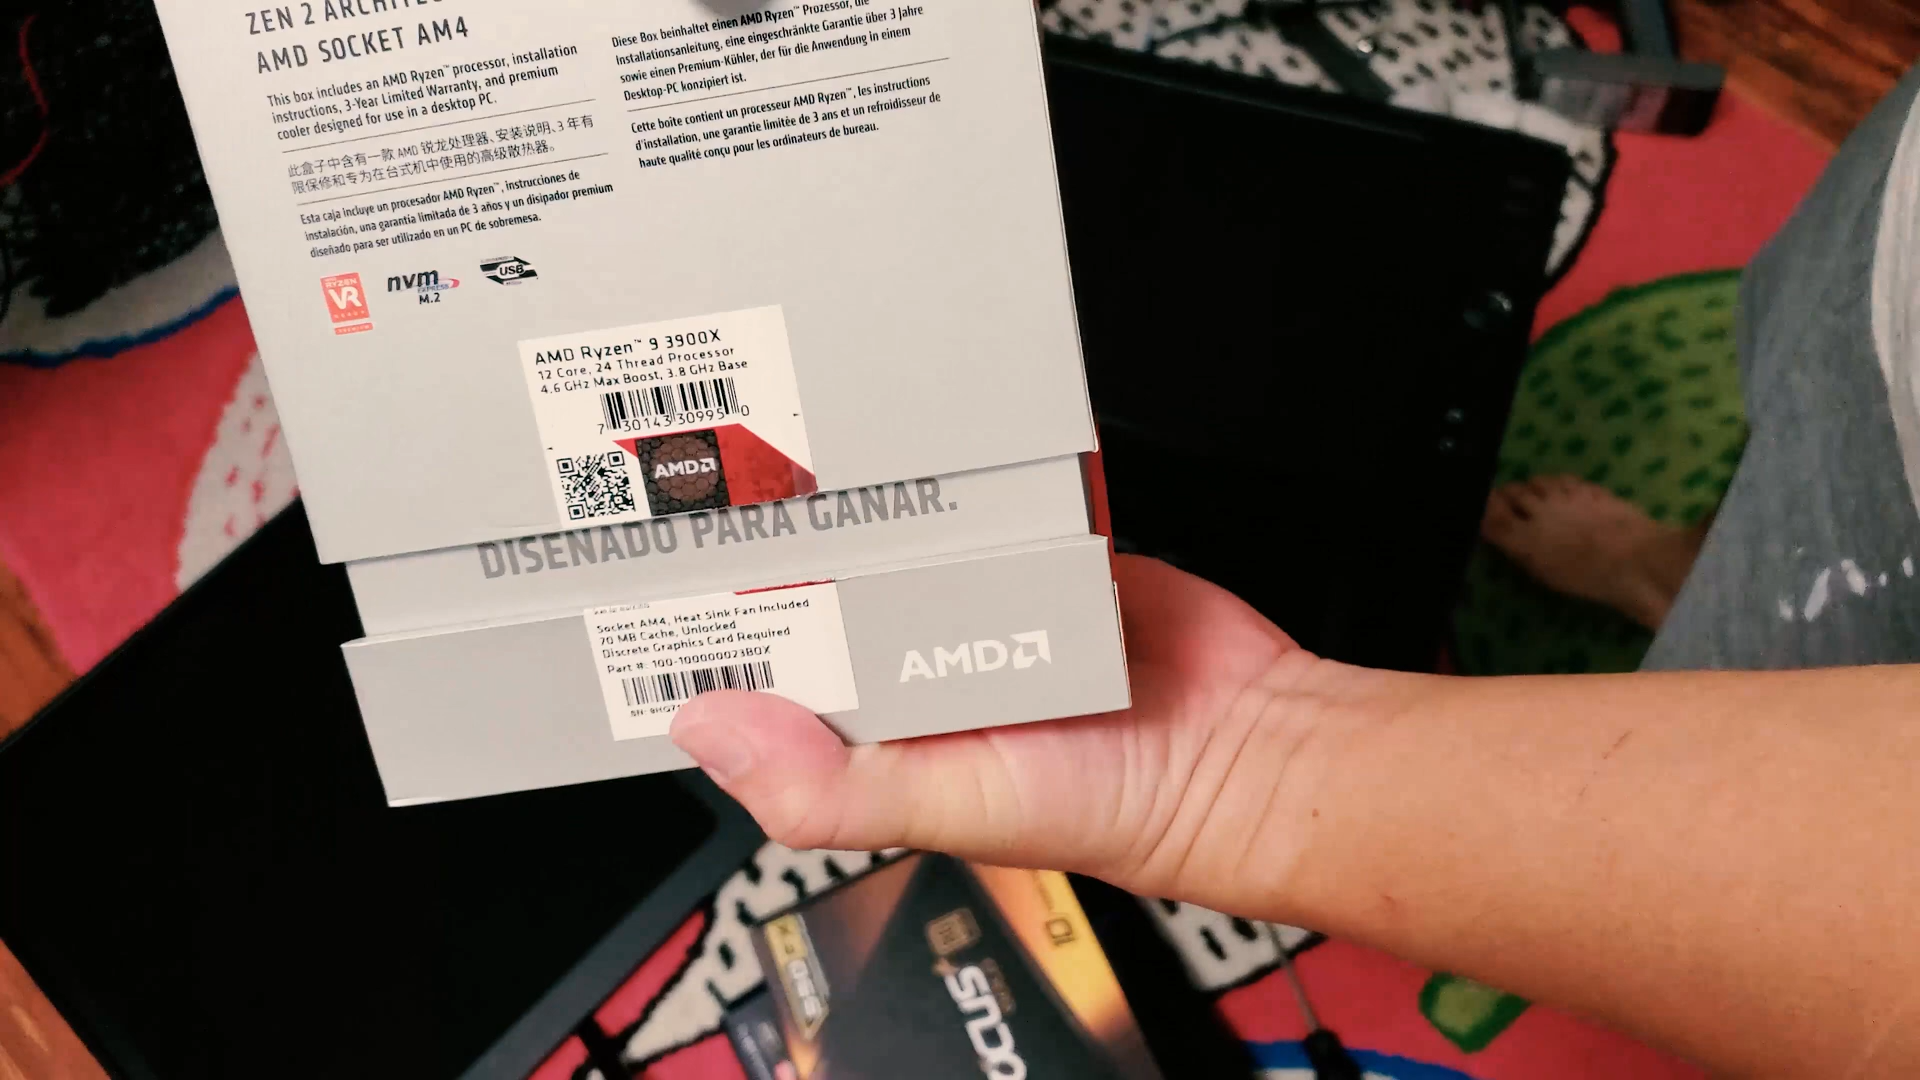 ZEN 2
AMD SOCKET AM4
This box includes an AMD Ryzen™ processor, installation
instructions, 3-Year Limited Warranty, and premium
cooler designed for use in a desktop PC.
此盒子中含有一款 AMD 锐龙处理器、安装说明、3 年有
限保修和专为在台式机中使用的高级散热器。
Esta caja incluye un procesador AMD Ryzen™, instrucciones de
instalación, una garantía limitada de 3 años y un disipador premium
diseñado para ser utilizado en un PC de sobremesa.
Diese Box beinhaltet einen AMD Ryzen™ Prozessor, die
Installationsanleitung, eine eingeschränkte Garantie über 3 Jahre
sowie einen Premium-Kühler, der für die Anwendung in einem
Desktop-PC konzipiert ist.
Cette boîte contient un processeur AMD Ryzen™, les instructions
d'installation, une garantie limitée de 3 ans et un refroidisseur de
haute qualité conçu pour les ordinateurs de bureau.
RYZEN
VR
PREMIUM
nvm
EXPRESS
M.2
USB
AMD Ryzen™ 9 3900X
12 Core, 24 Thread Processor
4.6 GHz Max Boost, 3.8 GHz Base
7 30143 30995 0
AMD
DISEÑADO PARA GANAR.
Socket AM4, Heat Sink Fan Included
70 MB Cache, Unlocked
Discrete Graphics Card Required
Part #: 100-100000023BOX
AMD
10